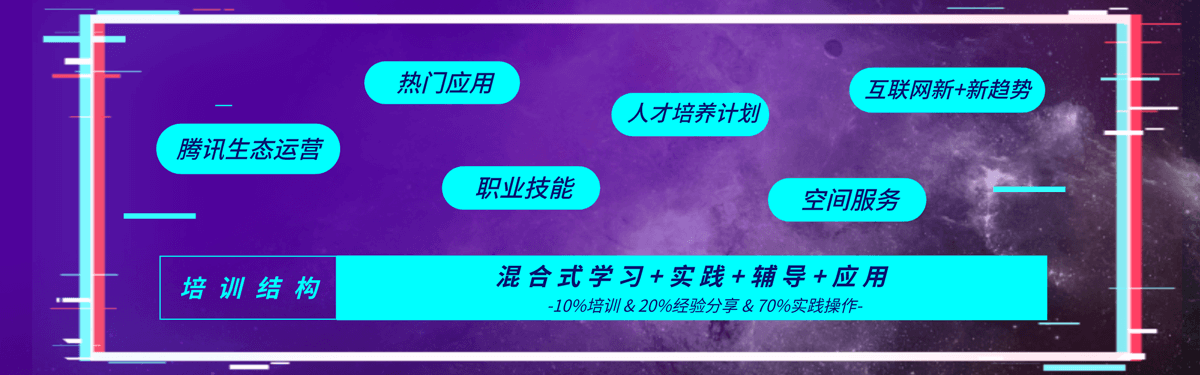 热门应用
互联网新+新趋势
人才培养计划
腾讯生态运营
职业技能
空间服务
培训结构
混合式学习+实践+辅导+应用
-10%培训 & 20%经验分享 & 70%实践操作-